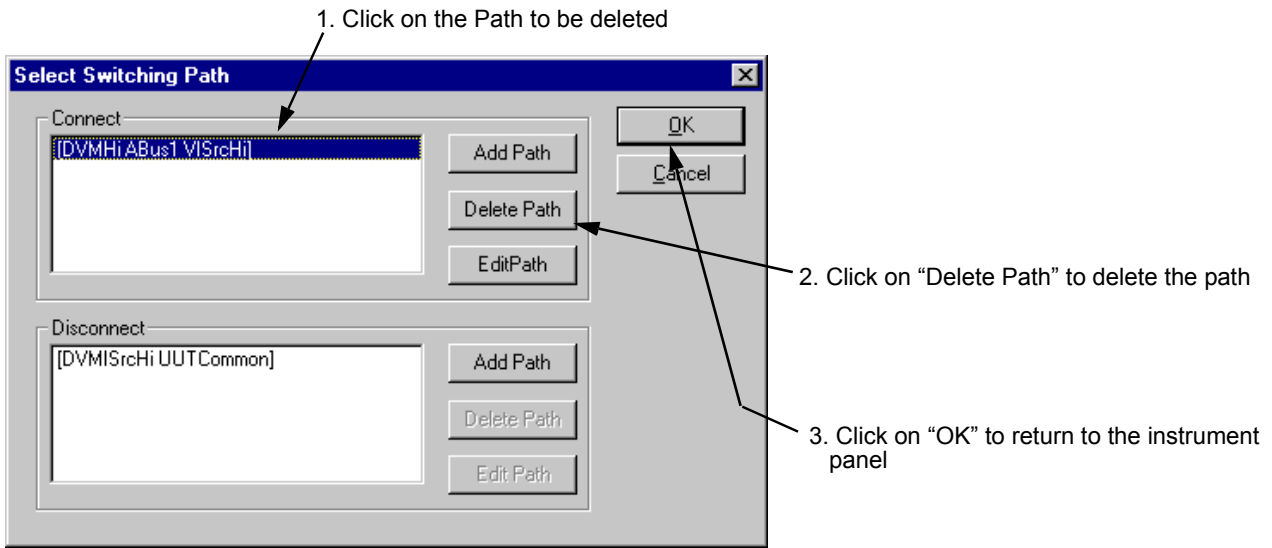 1. Click on the Path to be deleted
Select Switching Path
Connect
[DVMHi ABus1 VISrcHi]
Add Path
Delete Path
EditPath
OK
Cancel
2. Click on “Delete Path” to delete the path
Disconnect
[DVMISrcHi UUTCommon]
Add Path
Delete Path
Edit Path
3. Click on “OK” to return to the instrument
panel